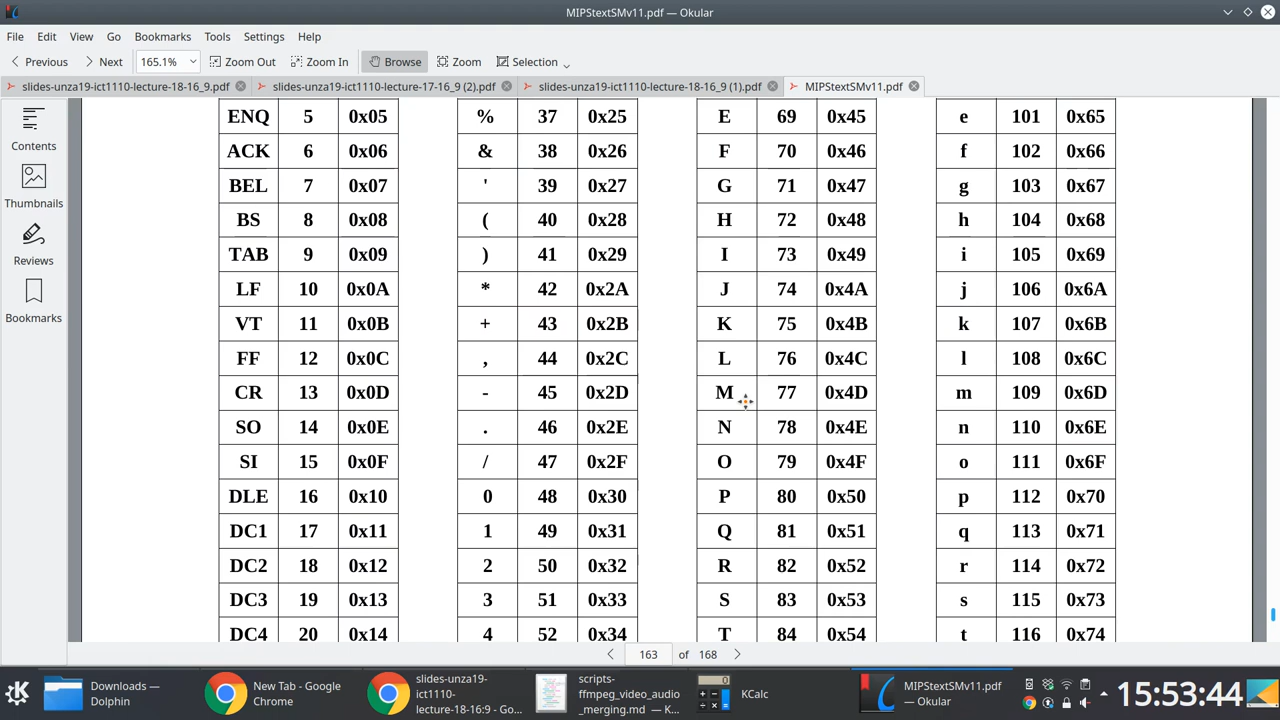 MIPStextSMv11.pdf — Okular
File Edit View Go Bookmarks Tools Settings Help
Previous Next 165.1% Zoom Out Zoom In Browse Zoom Selection
slides-unza19-ict1110-lecture-18-16_9.pdf slides-unza19-ict1110-lecture-17-16_9 (2).pdf slides-unza19-ict1110-lecture-18-16_9 (1).pdf MIPStextSMv11.pdf
Contents
Thumbnails
Reviews
Bookmarks
ENQ 5 0x05 % 37 0x25 E 69 0x45 e 101 0x65
ACK 6 0x06 & 38 0x26 F 70 0x46 f 102 0x66
BEL 7 0x07 ' 39 0x27 G 71 0x47 g 103 0x67
BS 8 0x08 ( 40 0x28 H 72 0x48 h 104 0x68
TAB 9 0x09 ) 41 0x29 I 73 0x49 i 105 0x69
LF 10 0x0A * 42 0x2A J 74 0x4A j 106 0x6A
VT 11 0x0B + 43 0x2B K 75 0x4B k 107 0x6B
FF 12 0x0C , 44 0x2C L 76 0x4C l 108 0x6C
CR 13 0x0D - 45 0x2D M 77 0x4D m 109 0x6D
SO 14 0x0E . 46 0x2E N 78 0x4E n 110 0x6E
SI 15 0x0F / 47 0x2F O 79 0x4F o 111 0x6F
DLE 16 0x10 0 48 0x30 P 80 0x50 p 112 0x70
DC1 17 0x11 1 49 0x31 Q 81 0x51 q 113 0x71
DC2 18 0x12 2 50 0x32 R 82 0x52 r 114 0x72
DC3 19 0x13 3 51 0x33 S 83 0x53 s 115 0x73
DC4 20 0x14 4 52 0x34 T 84 0x54 t 116 0x74
163 of 168
Downloads —
Dolphin
New Tab - Google
Chrome
slides-unza19-
ict1110-
lecture-18-16:9 - Go...
scripts-
ffmpeg_video_audio
_merging.md — K...
KCalc
MIPStextSMv11.pdf
— Okular
15:53:44